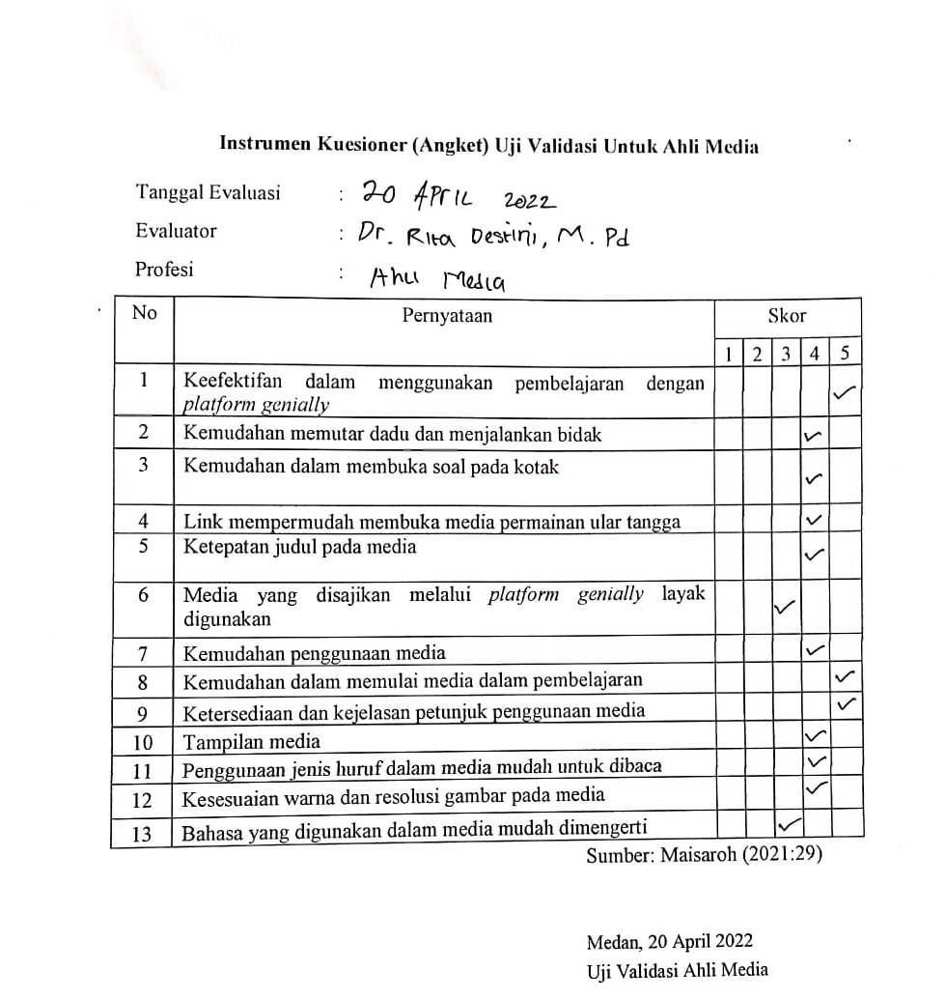 Instrumen Kuesioner (Angket) Uji Validasi Untuk Ahli Media
Tanggal Evaluasi : 20 April 2022
Evaluator : Dr. Rita Destini, M. Pd
Profesi : Ahli Media
No Pernyataan Skor
1 2 3 4 5
1 Keefektifan dalam menggunakan pembelajaran dengan ✓
platform genially
2 Kemudahan memutar dadu dan menjalankan bidak ✓
3 Kemudahan dalam membuka soal pada kotak ✓
4 Link mempermudah membuka media permainan ular tangga ✓
5 Ketepatan judul pada media ✓
6 Media yang disajikan melalui platform genially layak ✓
digunakan
7 Kemudahan penggunaan media ✓
8 Kemudahan dalam memulai media dalam pembelajaran ✓
9 Ketersediaan dan kejelasan petunjuk penggunaan media ✓
10 Tampilan media ✓
11 Penggunaan jenis huruf dalam media mudah untuk dibaca ✓
12 Kesesuaian warna dan resolusi gambar pada media ✓
13 Bahasa yang digunakan dalam media mudah dimengerti ✓
Sumber: Maisaroh (2021:29)
Medan, 20 April 2022
Uji Validasi Ahli Media